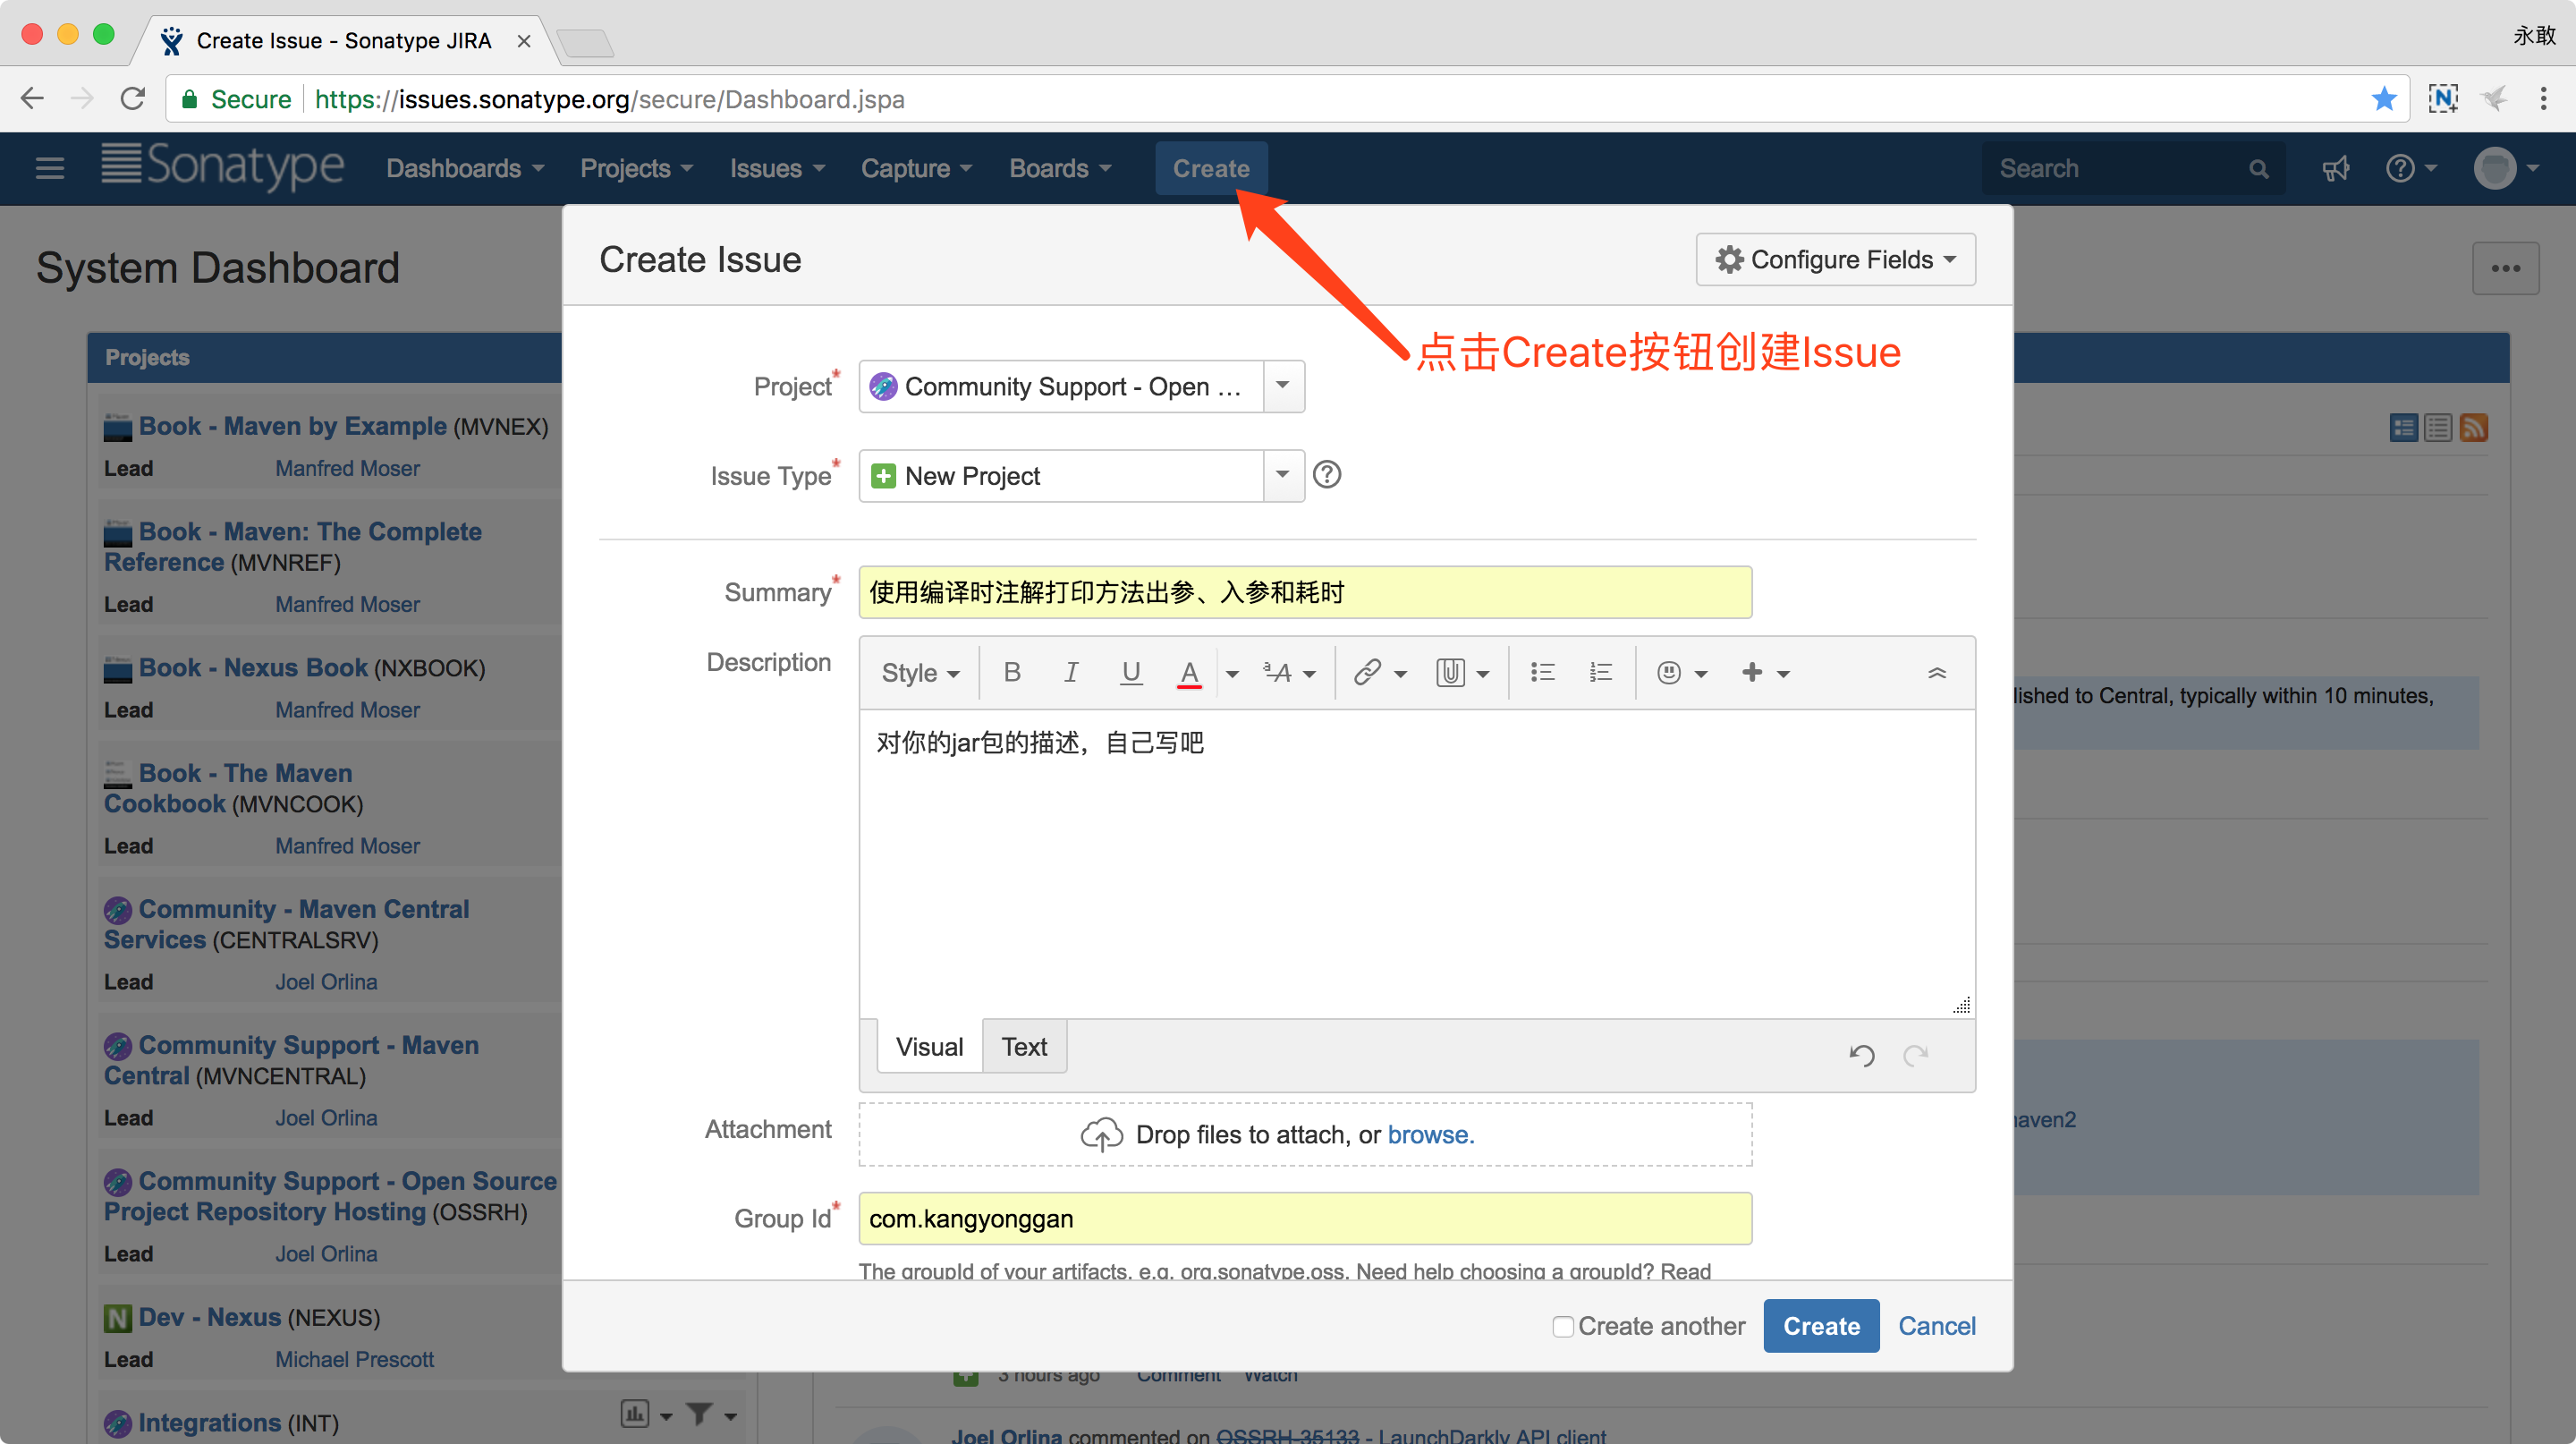 Create Issue - Sonatype JIRA
永敢
Secure
https://issues.sonatype.org/secure/Dashboard.jspa
Sonatype
Dashboards
Projects
Issues
Capture
Boards
Create
Search
System Dashboard
Create Issue
Configure Fields
点击Create按钮创建Issue
Projects
Book - Maven by Example (MVNEX)
Lead Manfred Moser
Book - Maven: The Complete
Reference (MVNREF)
Lead Manfred Moser
Book - Nexus Book (NXBOOK)
Lead Manfred Moser
Book - The Maven
Cookbook (MVNCOOK)
Lead Manfred Moser
Community - Maven Central
Services (CENTRALSRV)
Lead Joel Orlina
Community Support - Maven
Central (MVNCENTRAL)
Lead Joel Orlina
Community Support - Open Source
Project Repository Hosting (OSSRH)
Lead Joel Orlina
Dev - Nexus (NEXUS)
Lead Michael Prescott
Integrations (INT)
Project* Community Support - Open ...
Issue Type* New Project
Summary* 使用编译时注解打印方法出参、入参和耗时
Description
Style B I U A
对你的jar包的描述，自己写吧
Visual Text
Attachment Drop files to attach, or browse.
Group Id* com.kangyonggan
The groupId of your artifacts, e.g. org.sonatype.oss. Need help choosing a groupId? Read
Create another Create Cancel
lished to Central, typically within 10 minutes,
naven2
3 hours ago Comment Watch
Joel Orlina commented on OSSRH-35133 - LaunchDarkly API client